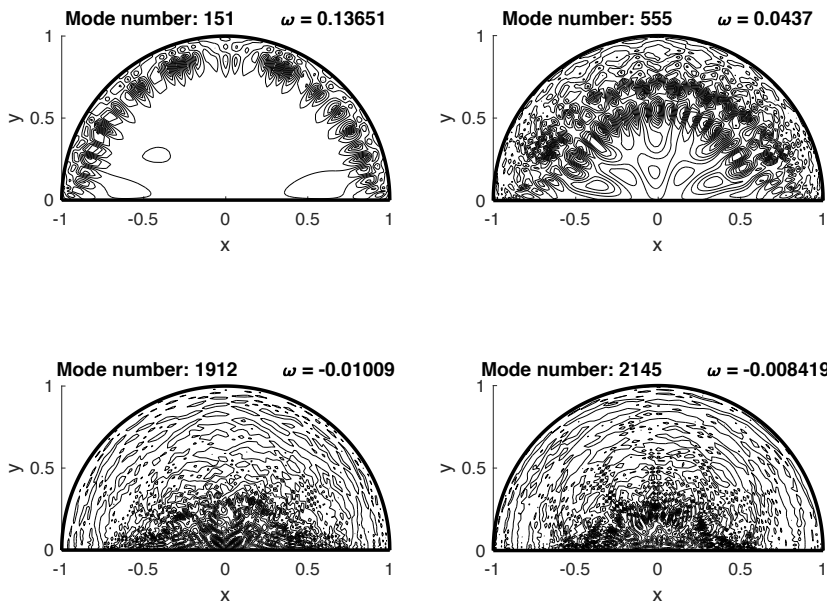 Mode number: 151 ω = 0.13651
1
0.5
0
y
-1 -0.5 0 0.5 1
x
Mode number: 555 ω = 0.0437
1
0.5
0
y
-1 -0.5 0 0.5 1
x
Mode number: 1912 ω = -0.01009
1
0.5
0
y
-1 -0.5 0 0.5 1
x
Mode number: 2145 ω = -0.008419
1
0.5
0
y
-1 -0.5 0 0.5 1
x